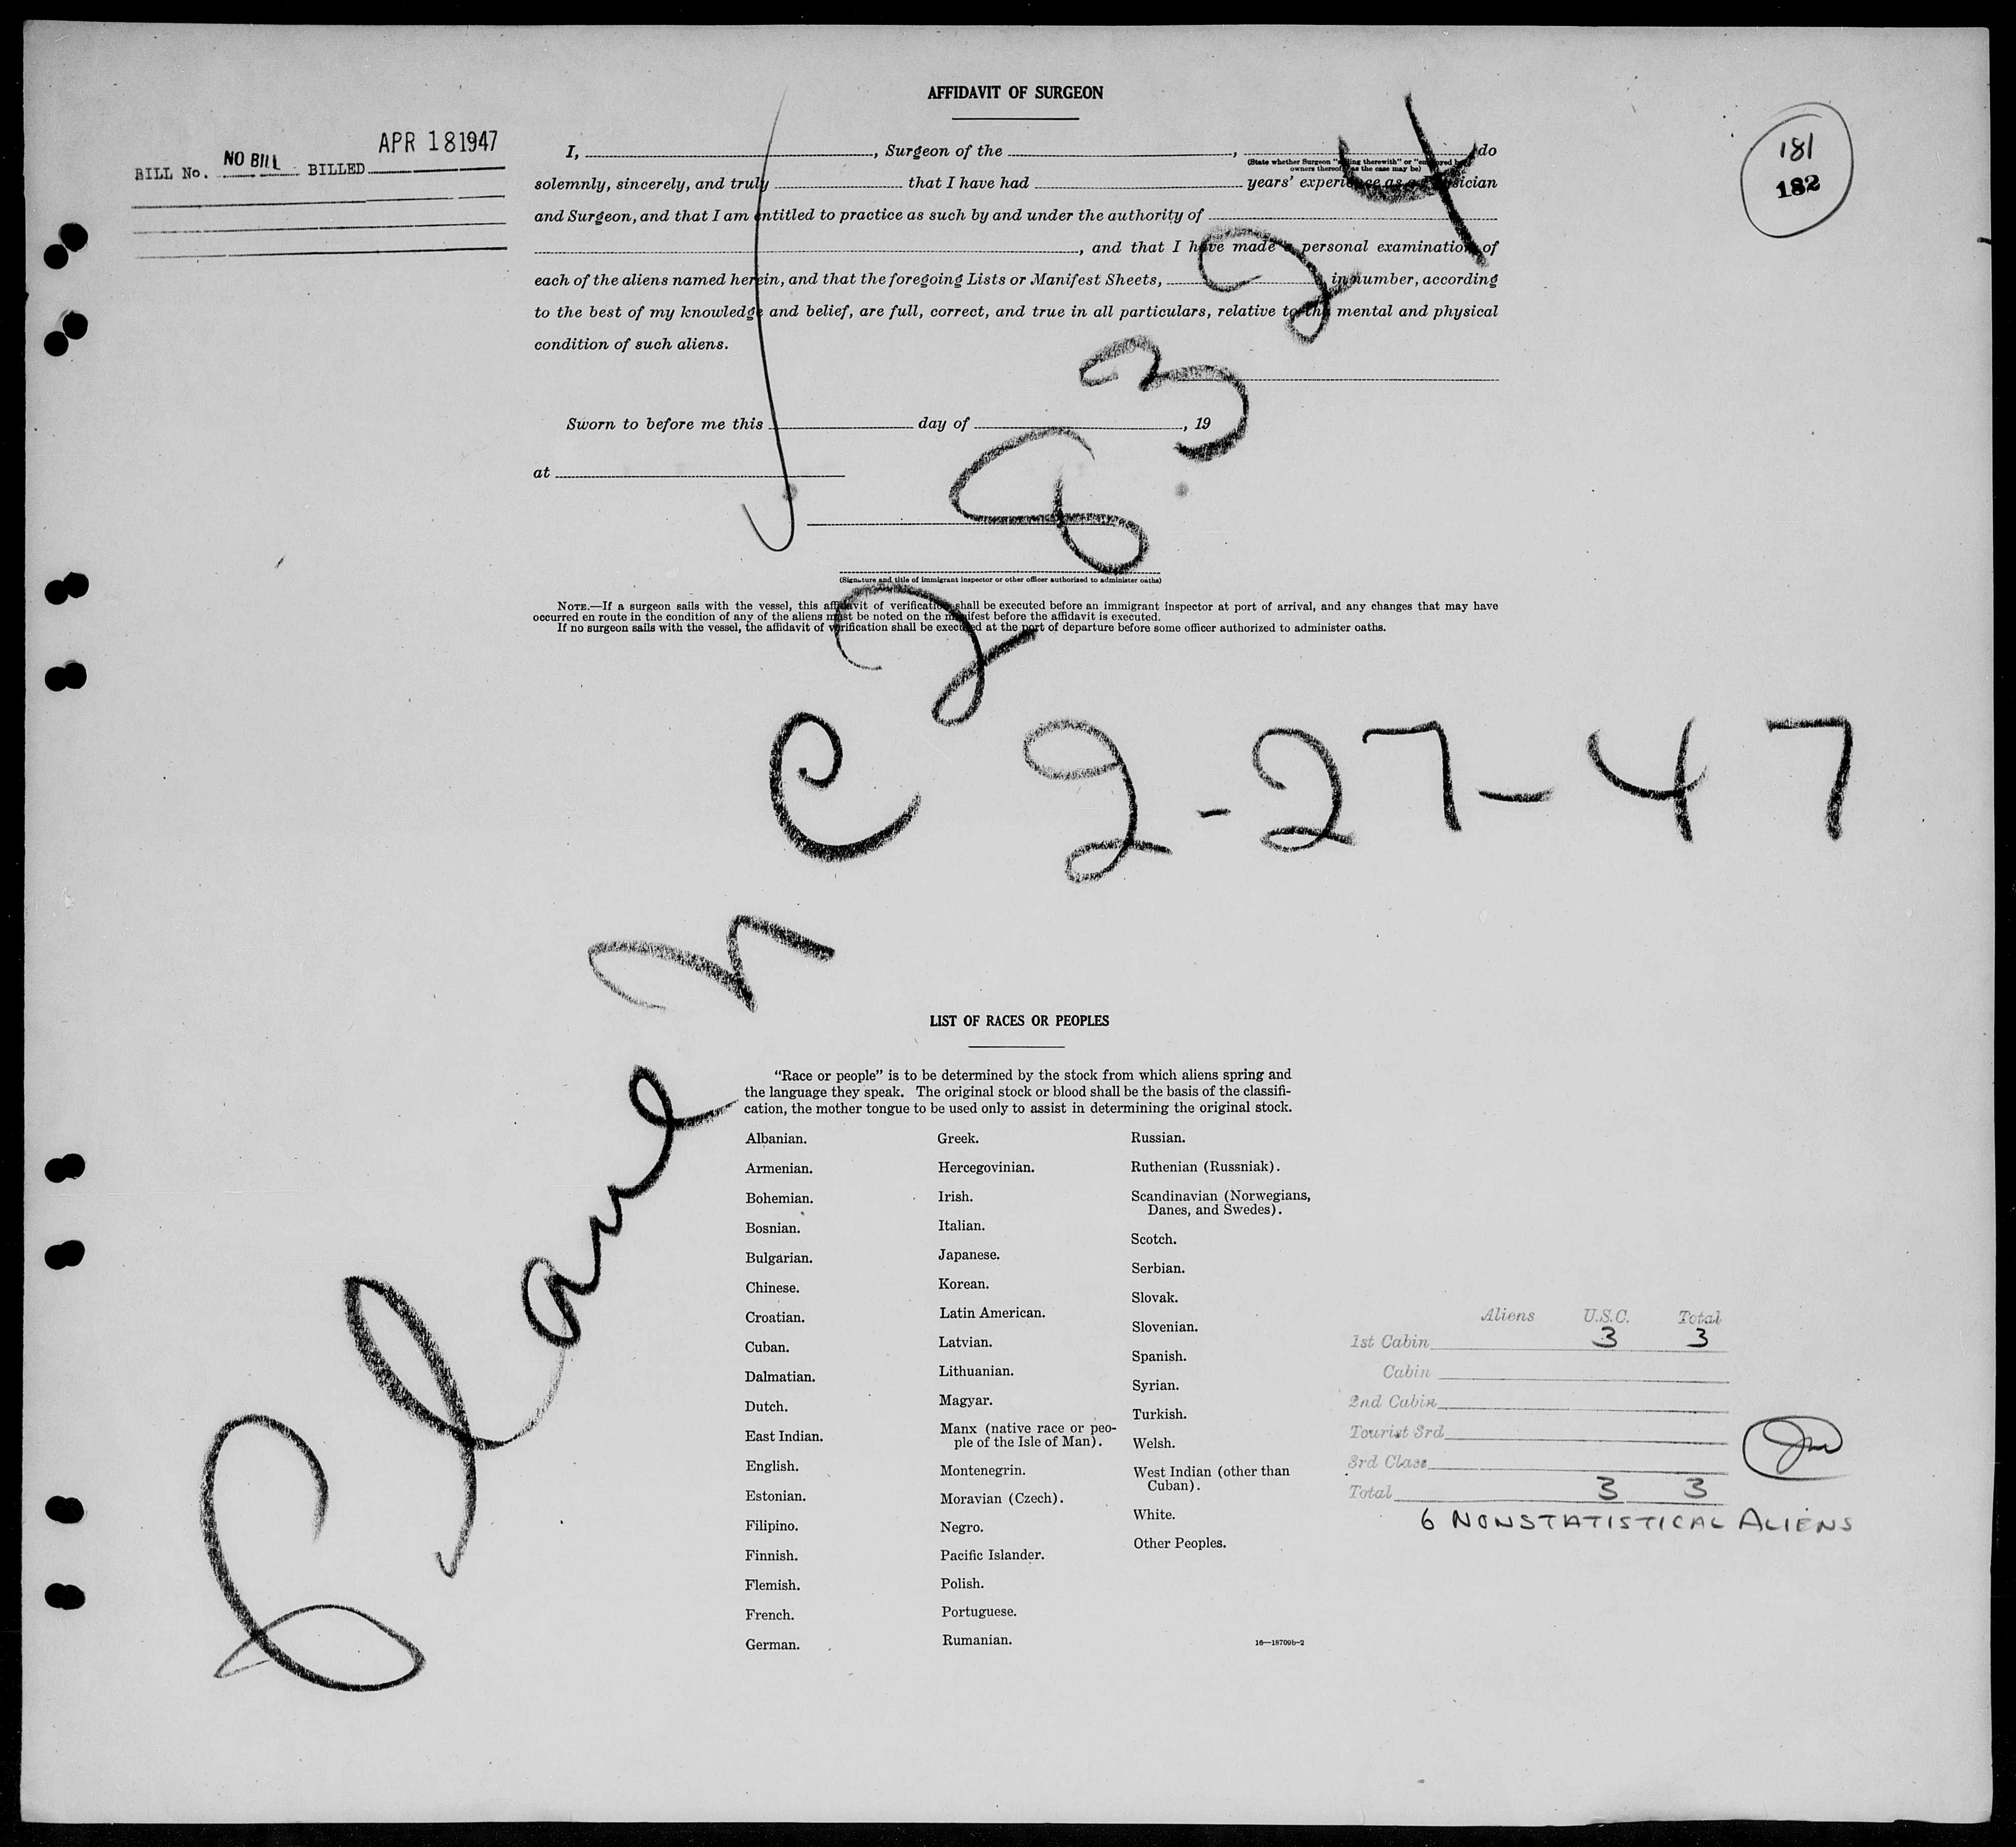 AFFIDAVIT OF SURGEON
BILL No. NO BILL BILLED APR 18 1947
181
182
I, , Surgeon of the , do
(State whether Surgeon "sailing therewith" or "employed by
owners thereof," as the case may be)
solemnly, sincerely, and truly that I have had years' experience as a Physician
and Surgeon, and that I am entitled to practice as such by and under the authority of
, and that I have made a personal examination of
each of the aliens named herein, and that the foregoing Lists or Manifest Sheets, in number, according
to the best of my knowledge and belief, are full, correct, and true in all particulars, relative to the mental and physical
condition of such aliens.
Sworn to before me this day of , 19
at
(Signature and title of immigrant inspector or other officer authorized to administer oaths)
NOTE.—If a surgeon sails with the vessel, this affidavit of verification shall be executed before an immigrant inspector at port of arrival, and any changes that may have
occurred en route in the condition of any of the aliens must be noted on the manifest before the affidavit is executed.
If no surgeon sails with the vessel, the affidavit of verification shall be executed at the port of departure before some officer authorized to administer oaths.
Plane NC 28324
2-27-47
LIST OF RACES OR PEOPLES
"Race or people" is to be determined by the stock from which aliens spring and
the language they speak. The original stock or blood shall be the basis of the classifi-
cation, the mother tongue to be used only to assist in determining the original stock.
Albanian.
Armenian.
Bohemian.
Bosnian.
Bulgarian.
Chinese.
Croatian.
Cuban.
Dalmatian.
Dutch.
East Indian.
English.
Estonian.
Filipino.
Finnish.
Flemish.
French.
German.
Greek.
Hercegovinian.
Irish.
Italian.
Japanese.
Korean.
Latin American.
Latvian.
Lithuanian.
Magyar.
Manx (native race or peo-
ple of the Isle of Man).
Montenegrin.
Moravian (Czech).
Negro.
Pacific Islander.
Polish.
Portuguese.
Rumanian.
Russian.
Ruthenian (Russniak).
Scandinavian (Norwegians,
Danes, and Swedes).
Scotch.
Serbian.
Slovak.
Slovenian.
Spanish.
Syrian.
Turkish.
Welsh.
West Indian (other than
Cuban).
White.
Other Peoples.
16—18709b-2
Aliens U.S.C. Total
1st Cabin 3 3
Cabin
2nd Cabin
Tourist 3rd
3rd Class
Total 3 3
6 NONSTATISTICAL ALIENS